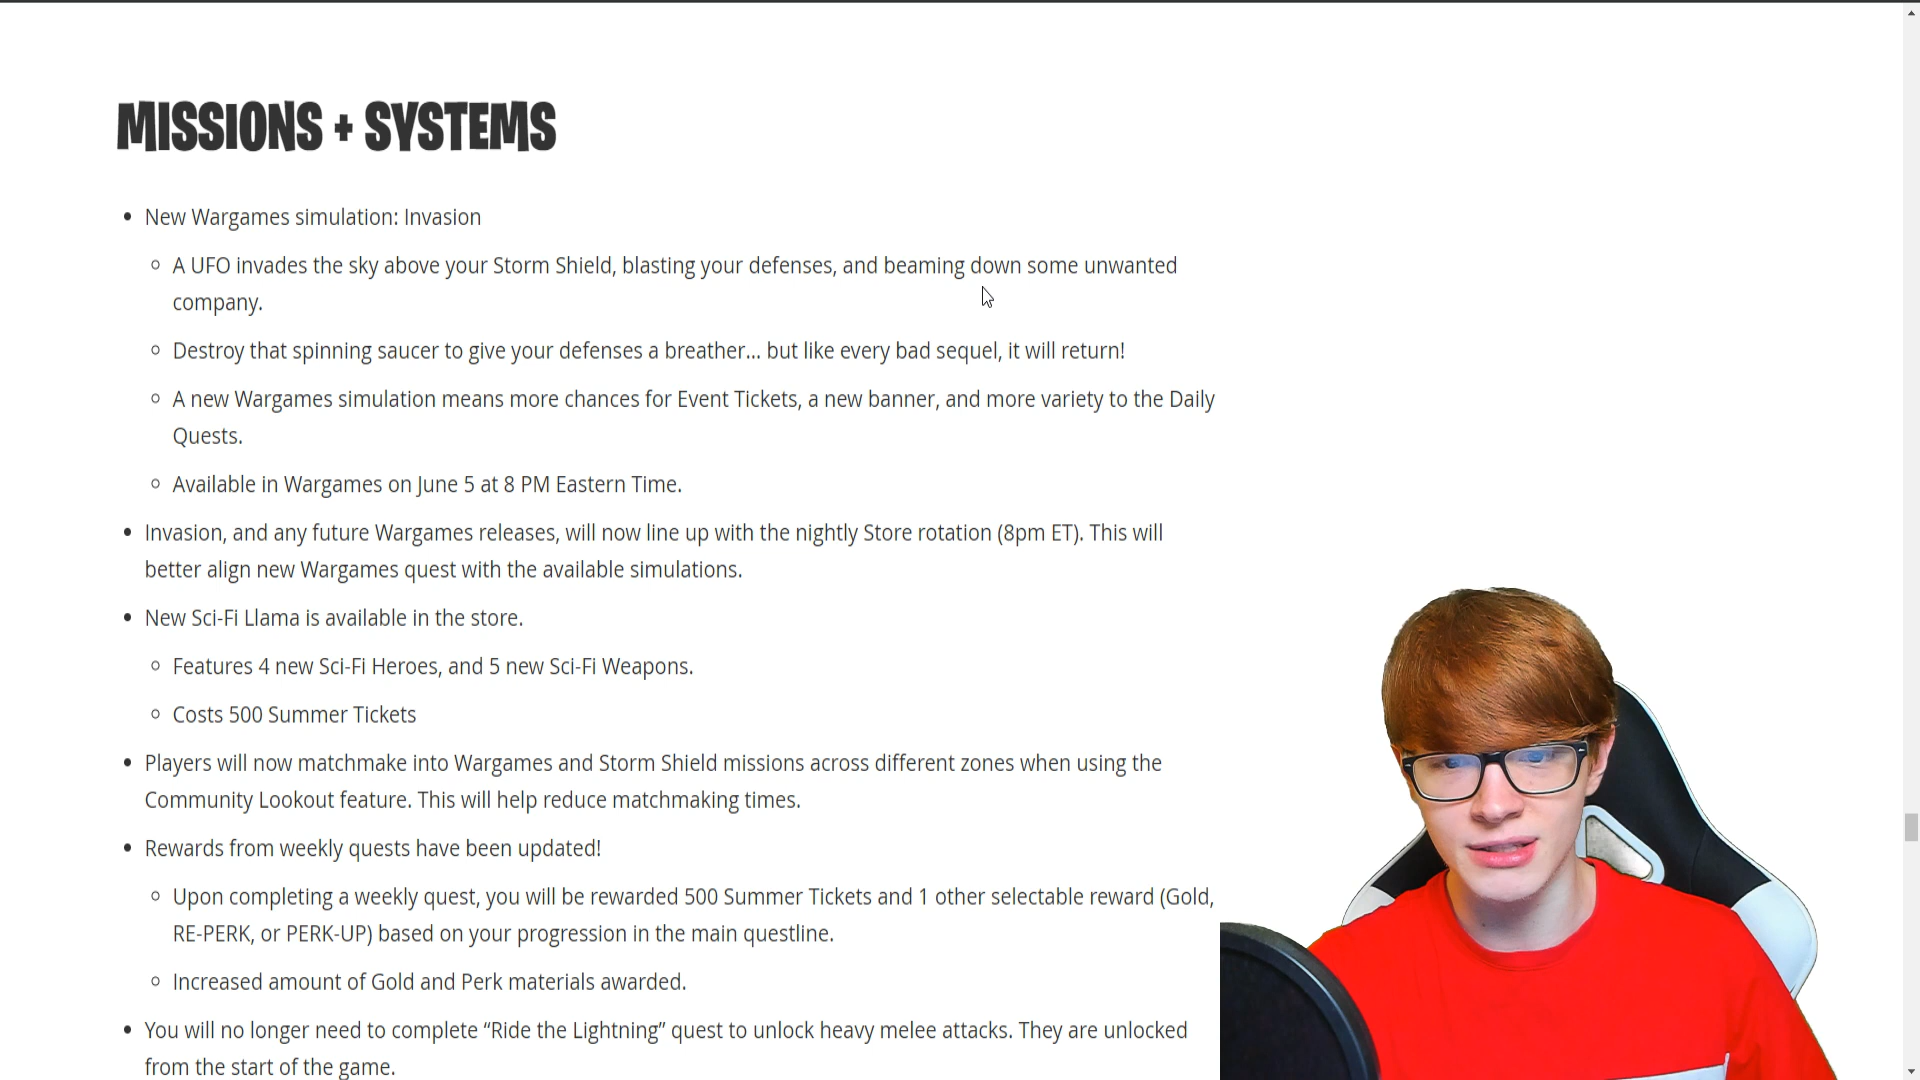 MISSIONS + SYSTEMS
New Wargames simulation: Invasion
A UFO invades the sky above your Storm Shield, blasting your defenses, and beaming down some unwanted
company.
Destroy that spinning saucer to give your defenses a breather... but like every bad sequel, it will return!
A new Wargames simulation means more chances for Event Tickets, a new banner, and more variety to the Daily
Quests.
Available in Wargames on June 5 at 8 PM Eastern Time.
Invasion, and any future Wargames releases, will now line up with the nightly Store rotation (8pm ET). This will
better align new Wargames quest with the available simulations.
New Sci-Fi Llama is available in the store.
Features 4 new Sci-Fi Heroes, and 5 new Sci-Fi Weapons.
Costs 500 Summer Tickets
Players will now matchmake into Wargames and Storm Shield missions across different zones when using the
Community Lookout feature. This will help reduce matchmaking times.
Rewards from weekly quests have been updated!
Upon completing a weekly quest, you will be rewarded 500 Summer Tickets and 1 other selectable reward (Gold,
RE-PERK, or PERK-UP) based on your progression in the main questline.
Increased amount of Gold and Perk materials awarded.
You will no longer need to complete “Ride the Lightning” quest to unlock heavy melee attacks. They are unlocked
from the start of the game.